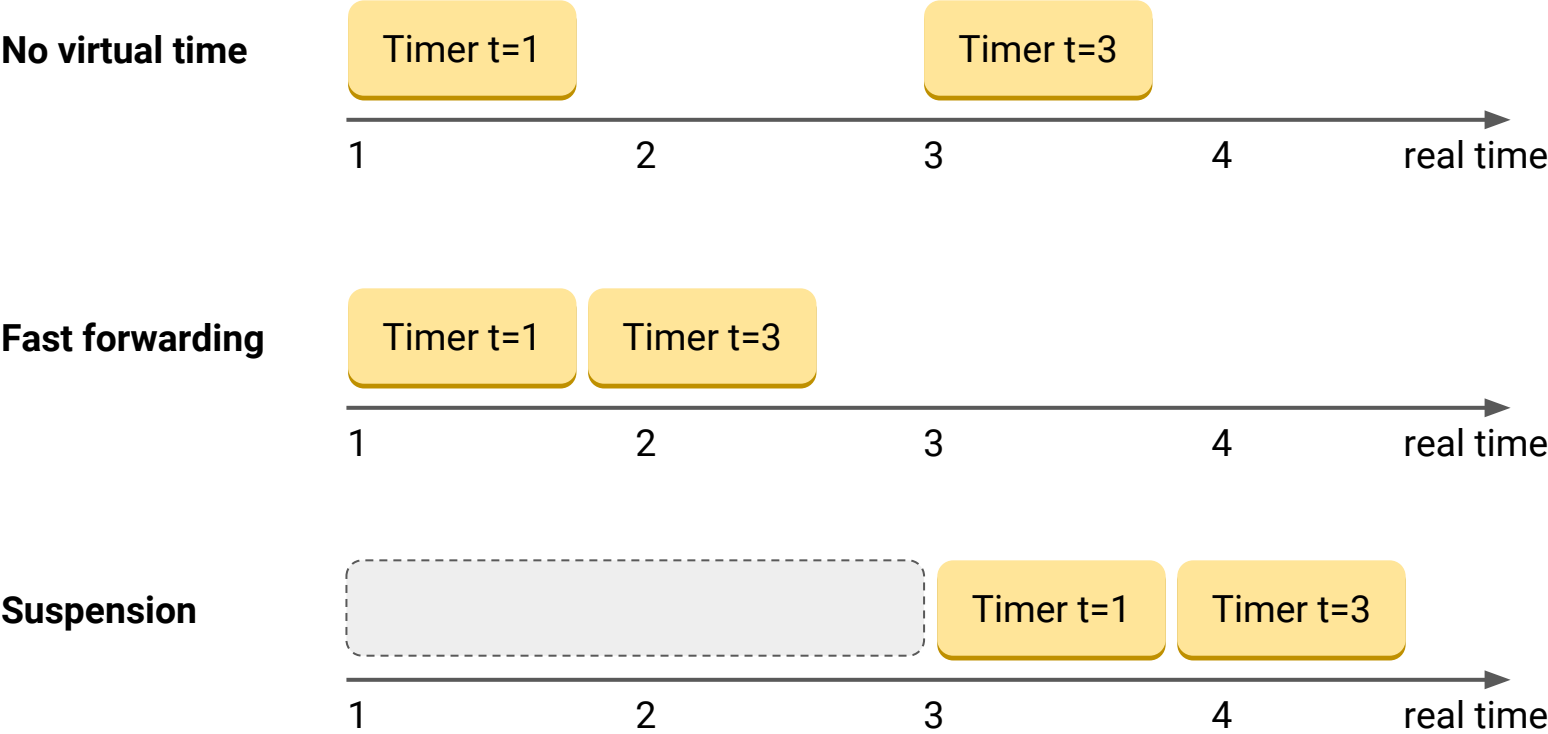 No virtual time
Timer t=1
Timer t=3
1 2 3 4 real time
Fast forwarding
Timer t=1
Timer t=3
1 2 3 4 real time
Suspension
Timer t=1
Timer t=3
1 2 3 4 real time